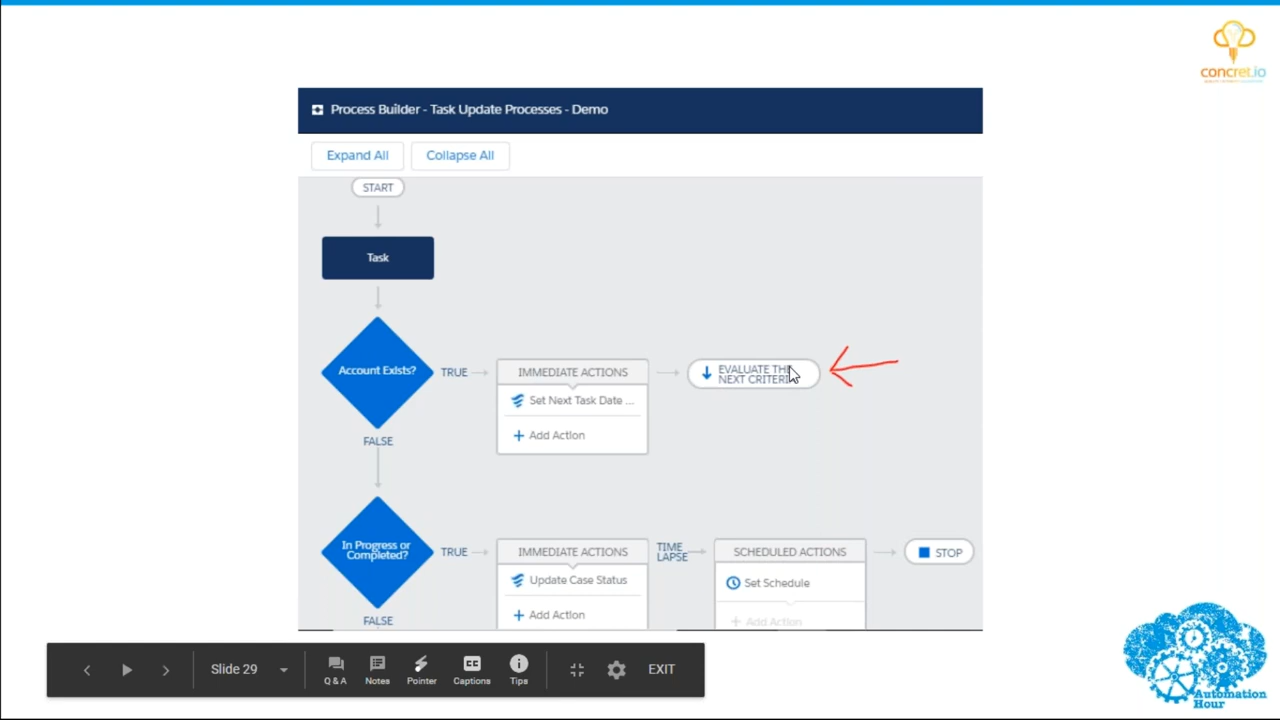 concret.io
Process Builder - Task Update Processes - Demo
Expand All
Collapse All
START
Task
Account Exists?
TRUE
IMMEDIATE ACTIONS
Set Next Task Date ...
Add Action
EVALUATE THE
NEXT CRITERI
FALSE
In Progress or
Completed?
TRUE
IMMEDIATE ACTIONS
Update Case Status
Add Action
TIME
LAPSE
SCHEDULED ACTIONS
Set Schedule
Add Action
STOP
FALSE
Slide 29
Q & A
Notes
Pointer
Captions
Tips
EXIT
Automation
Hour